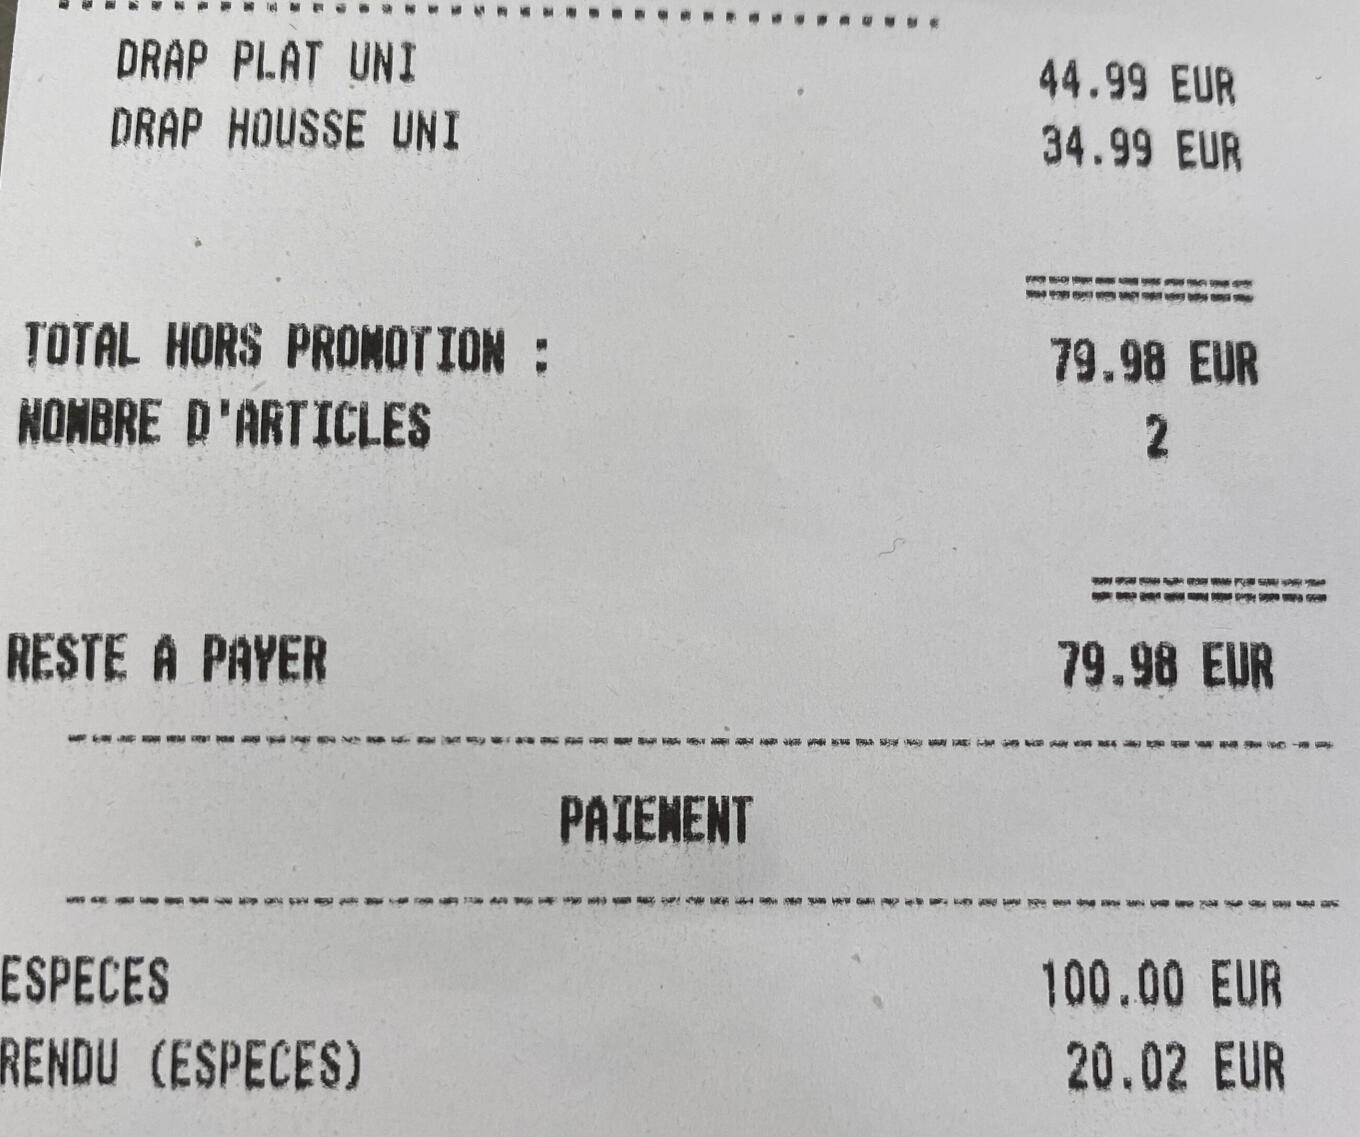 DRAP PLAT UNI 44.99 EUR
DRAP HOUSSE UNI 34.99 EUR
==========
TOTAL HORS PROMOTION : 79.98 EUR
NOMBRE D'ARTICLES 2
==========
RESTE A PAYER 79.98 EUR
PAIEMENT
ESPECES 100.00 EUR
RENDU (ESPECES) 20.02 EUR